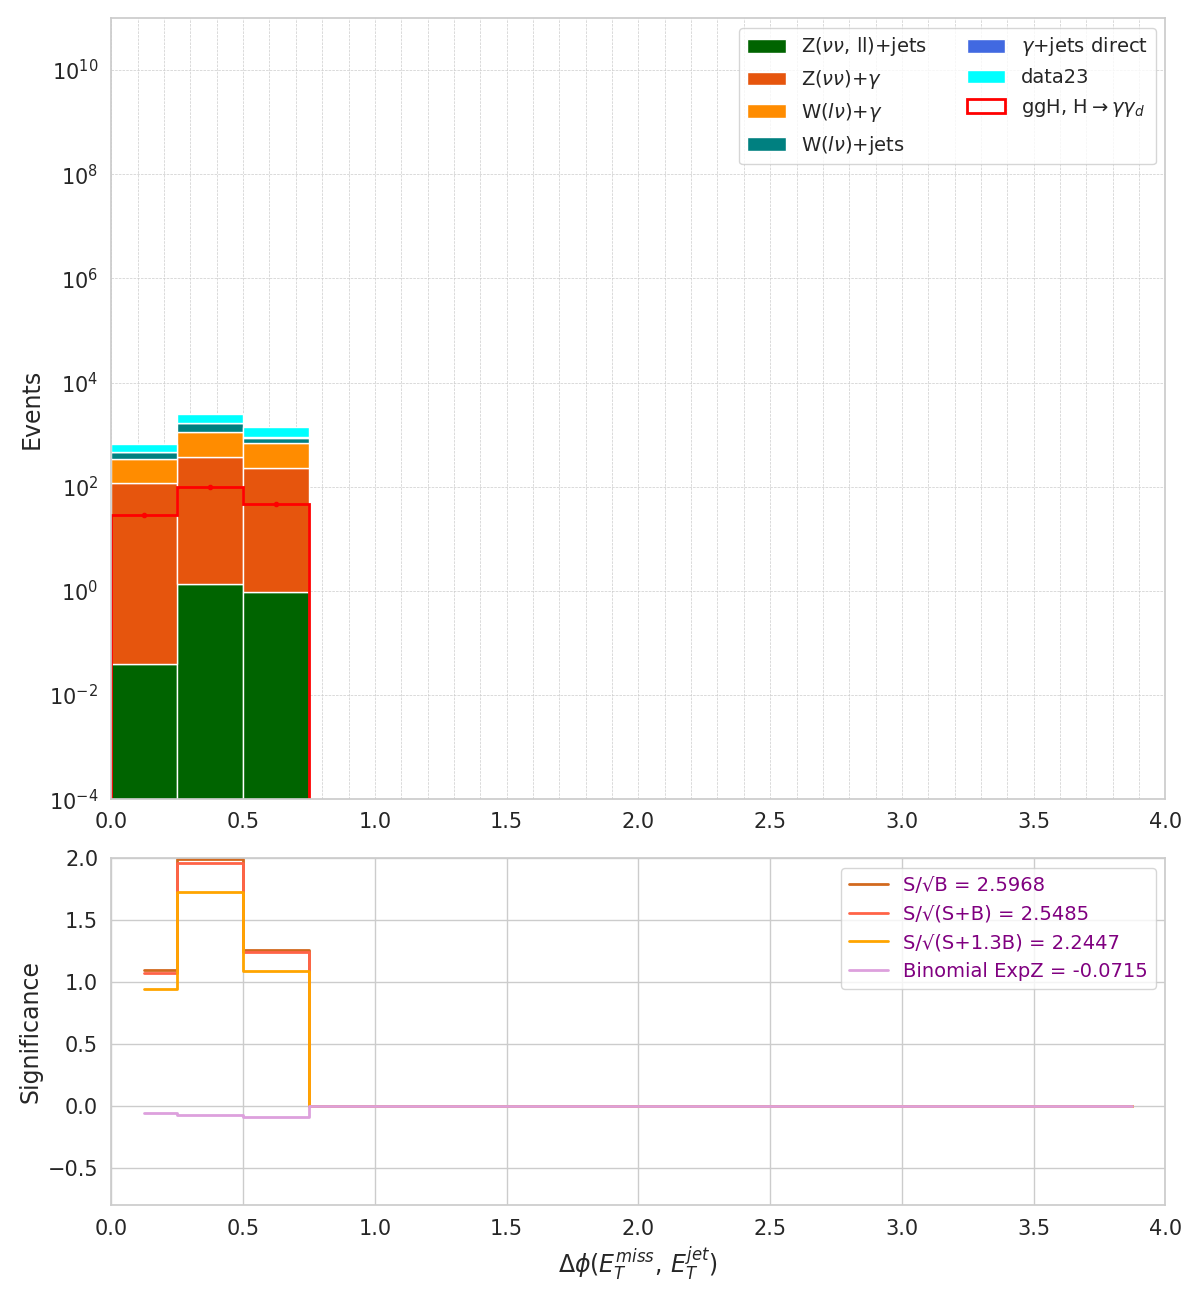 Events
10^10
10^8
10^6
10^4
10^2
10^0
10^−2
10^−4
Z(νν, ll)+jets
Z(νν)+γ
W(lν)+γ
W(lν)+jets
γ+jets direct
data23
ggH, H→γγ_d
0.0 0.5 1.0 1.5 2.0 2.5 3.0 3.5 4.0
Significance
2.0
1.5
1.0
0.5
0.0
−0.5
S/√B = 2.5968
S/√(S+B) = 2.5485
S/√(S+1.3B) = 2.2447
Binomial ExpZ = -0.0715
0.0 0.5 1.0 1.5 2.0 2.5 3.0 3.5 4.0
Δϕ(E_T^miss, E_T^jet)